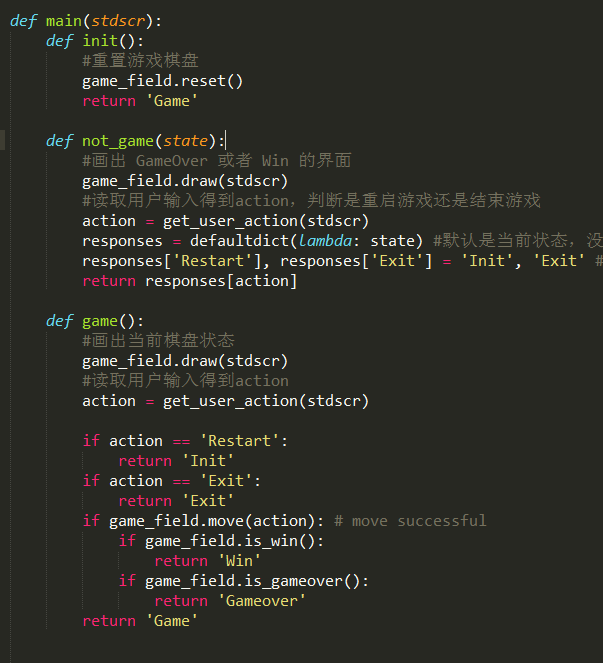 def main(stdscr):
    def init():
        #重置游戏棋盘
        game_field.reset()
        return 'Game'

    def not_game(state):
        #画出 GameOver 或者 Win 的界面
        game_field.draw(stdscr)
        #读取用户输入得到action，判断是重启游戏还是结束游戏
        action = get_user_action(stdscr)
        responses = defaultdict(lambda: state) #默认是当前状态，没
        responses['Restart'], responses['Exit'] = 'Init', 'Exit' #
        return responses[action]

    def game():
        #画出当前棋盘状态
        game_field.draw(stdscr)
        #读取用户输入得到action
        action = get_user_action(stdscr)

        if action == 'Restart':
            return 'Init'
        if action == 'Exit':
            return 'Exit'
        if game_field.move(action): # move successful
            if game_field.is_win():
                return 'Win'
            if game_field.is_gameover():
                return 'Gameover'
        return 'Game'